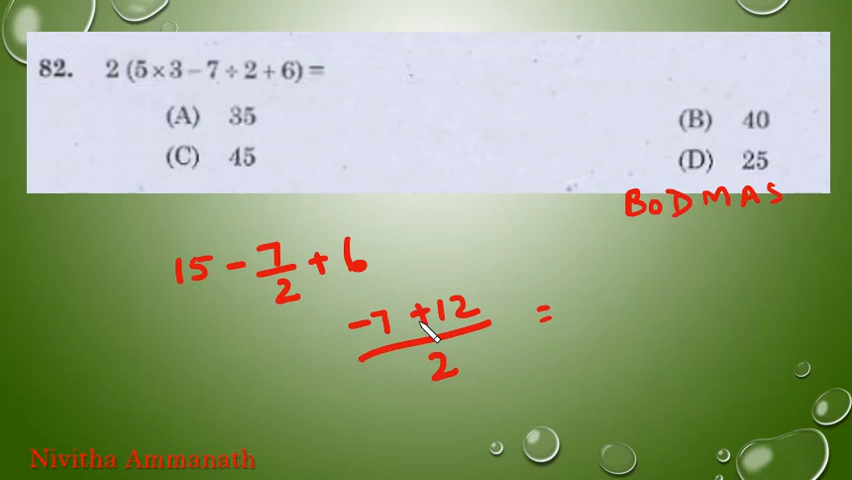 82. 2 (5 × 3 – 7 ÷ 2 + 6) =
(A) 35
(B) 40
(C) 45
(D) 25
BODMAS
15 - 7/2 + 6
-7 +12 =
2
Nivitha Ammanath